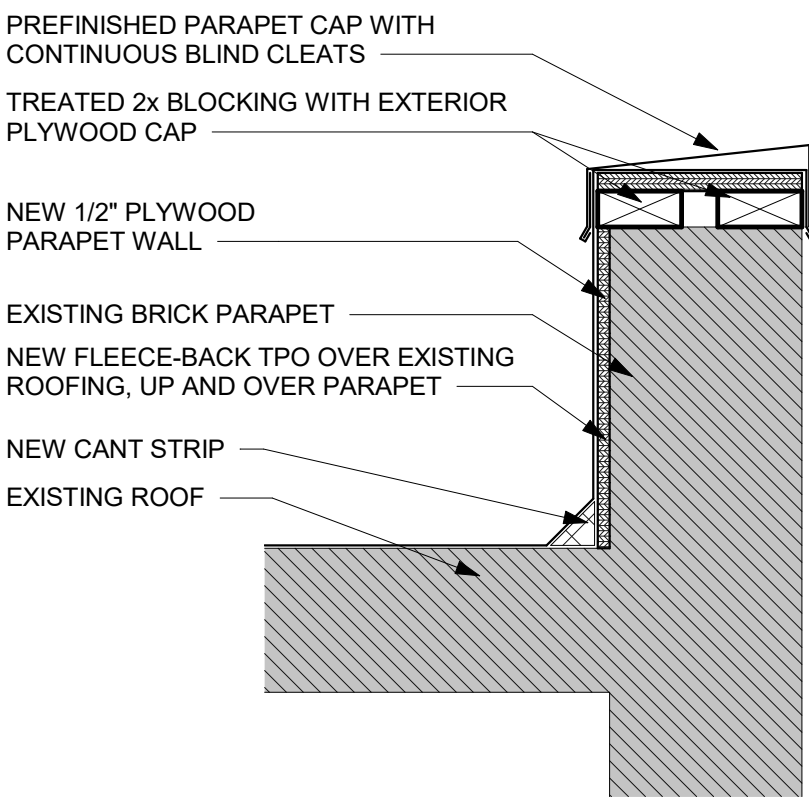 PREFINISHED PARAPET CAP WITH
CONTINUOUS BLIND CLEATS
TREATED 2x BLOCKING WITH EXTERIOR
PLYWOOD CAP
NEW 1/2" PLYWOOD
PARAPET WALL
EXISTING BRICK PARAPET
NEW FLEECE-BACK TPO OVER EXISTING
ROOFING, UP AND OVER PARAPET
NEW CANT STRIP
EXISTING ROOF